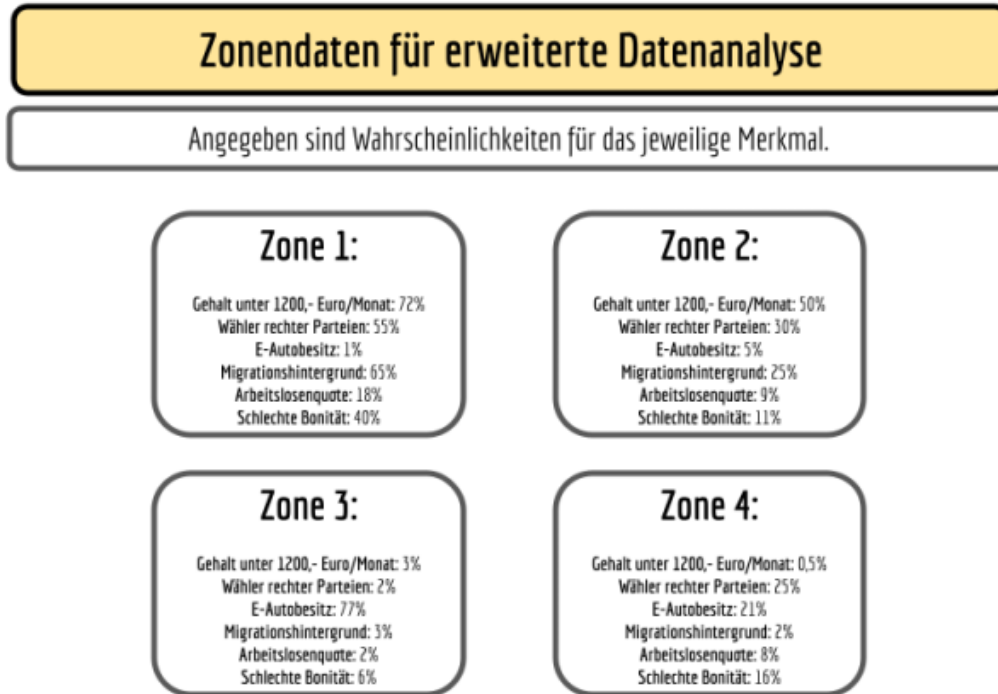 Zonendaten für erweiterte Datenanalyse
Angegeben sind Wahrscheinlichkeiten für das jeweilige Merkmal.
Zone 1:
Gehalt unter 1200,- Euro/Monat: 72%
Wähler rechter Parteien: 55%
E-Autobesitz: 1%
Migrationshintergrund: 65%
Arbeitslosenquote: 18%
Schlechte Bonität: 40%
Zone 2:
Gehalt unter 1200,- Euro/Monat: 50%
Wähler rechter Parteien: 30%
E-Autobesitz: 5%
Migrationshintergrund: 25%
Arbeitslosenquote: 9%
Schlechte Bonität: 11%
Zone 3:
Gehalt unter 1200,- Euro/Monat: 3%
Wähler rechter Parteien: 2%
E-Autobesitz: 77%
Migrationshintergrund: 3%
Arbeitslosenquote: 2%
Schlechte Bonität: 6%
Zone 4:
Gehalt unter 1200,- Euro/Monat: 0,5%
Wähler rechter Parteien: 25%
E-Autobesitz: 21%
Migrationshintergrund: 2%
Arbeitslosenquote: 8%
Schlechte Bonität: 16%